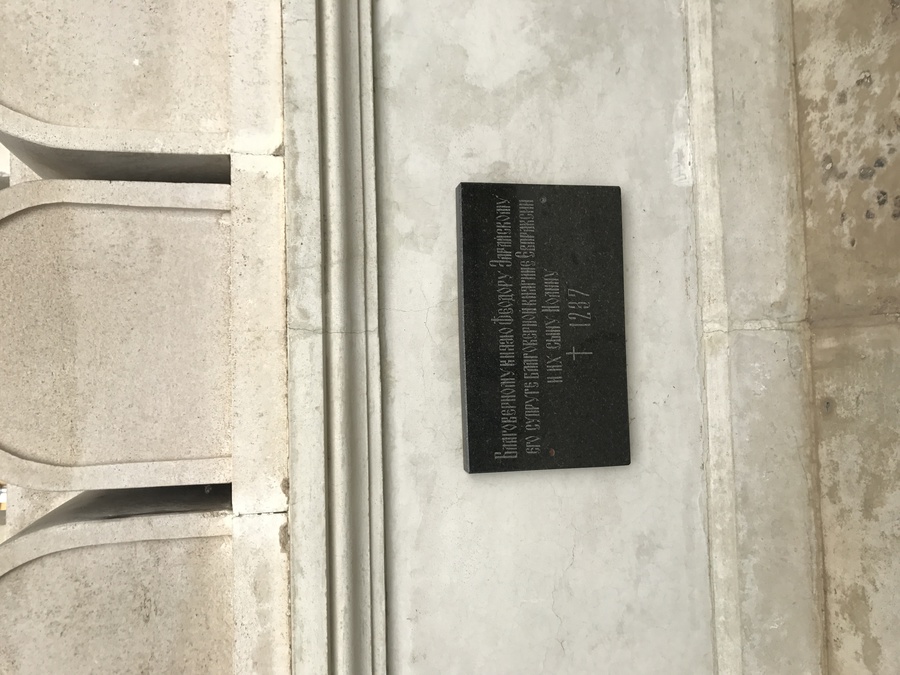 Благоверному князю Феодору Зарайскому
его супруге благоверной княгине Евпраксии
и их сыну Иоанну
1237